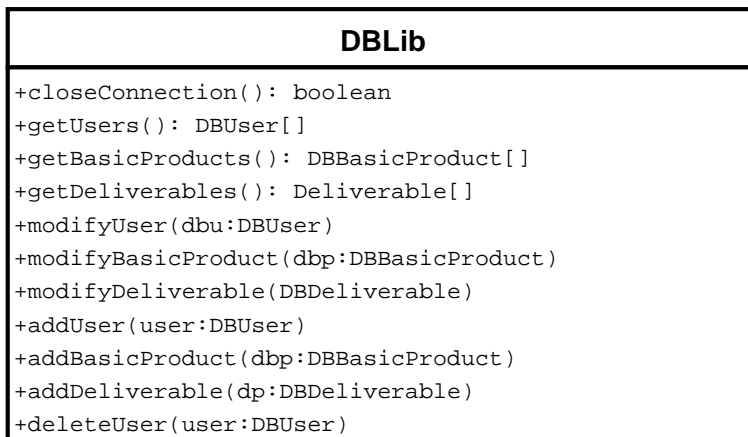 DBLib
+closeConnection(): boolean
+getUsers(): DBUser[]
+getBasicProducts(): DBBasicProduct[]
+getDeliverables(): Deliverable[]
+modifyUser(dbu:DBUser)
+modifyBasicProduct(dbp:DBBasicProduct)
+modifyDeliverable(DBDeliverable)
+addUser(user:DBUser)
+addBasicProduct(dbp:DBBasicProduct)
+addDeliverable(dp:DBDeliverable)
+deleteUser(user:DBUser)